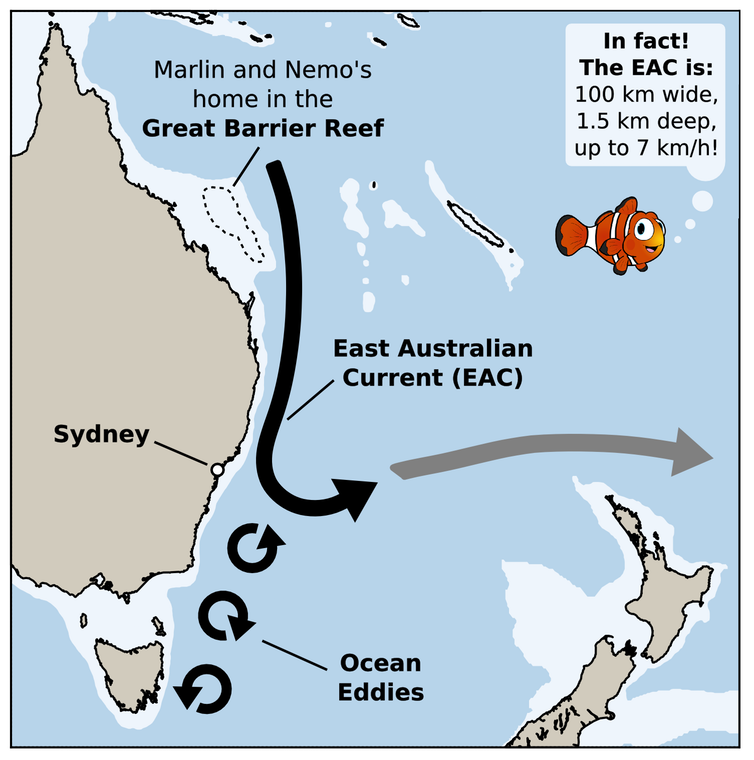 In fact!
The EAC is:
100 km wide,
1.5 km deep,
up to 7 km/h!
Marlin and Nemo's
home in the
Great Barrier Reef
East Australian
Current (EAC)
Sydney
Ocean
Eddies